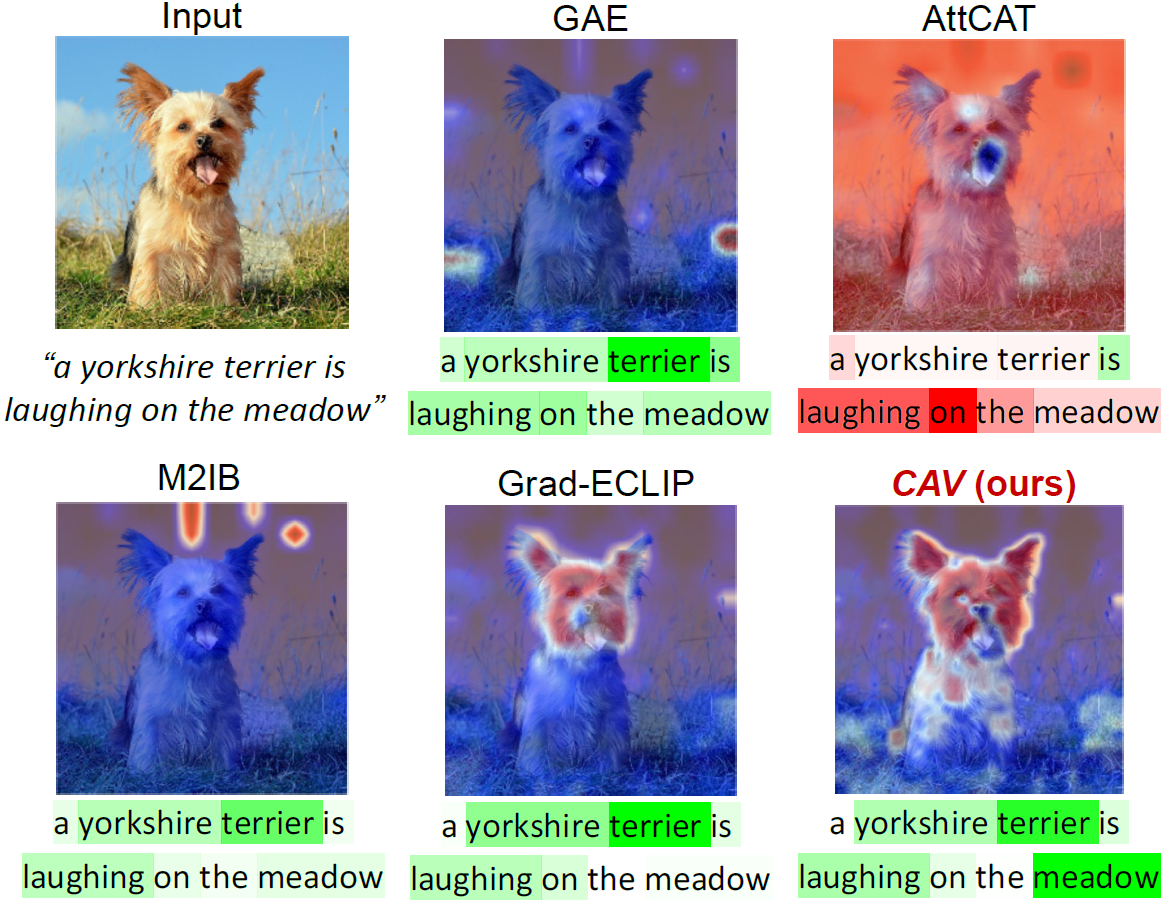 Input
GAE
AttCAT
“a yorkshire terrier is
laughing on the meadow”
a yorkshire terrier is
laughing on the meadow
a yorkshire terrier is
laughing on the meadow
M2IB
Grad-ECLIP
CAV (ours)
a yorkshire terrier is
laughing on the meadow
a yorkshire terrier is
laughing on the meadow
a yorkshire terrier is
laughing on the meadow